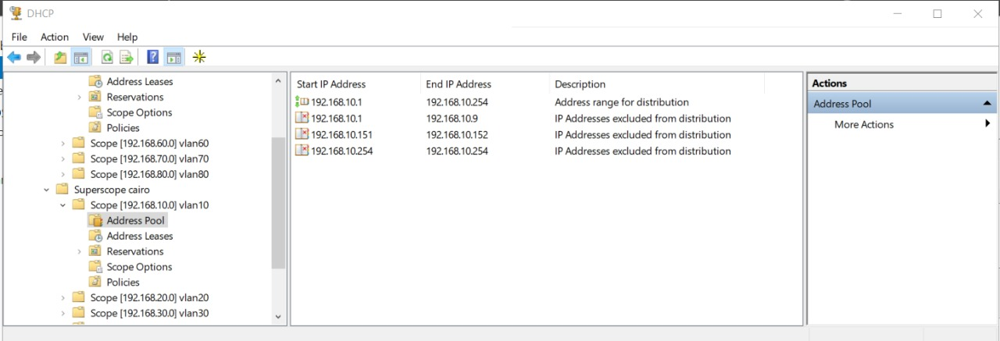 DHCP
File Action View Help
Address Leases
Reservations
Scope Options
Policies
Scope [192.168.60.0] vlan60
Scope [192.168.70.0] vlan70
Scope [192.168.80.0] vlan80
Superscope cairo
Scope [192.168.10.0] vlan10
Address Pool
Address Leases
Reservations
Scope Options
Policies
Scope [192.168.20.0] vlan20
Scope [192.168.30.0] vlan30
Start IP Address End IP Address Description
192.168.10.1 192.168.10.254 Address range for distribution
192.168.10.1 192.168.10.9 IP Addresses excluded from distribution
192.168.10.151 192.168.10.152 IP Addresses excluded from distribution
192.168.10.254 192.168.10.254 IP Addresses excluded from distribution
Actions
Address Pool
More Actions